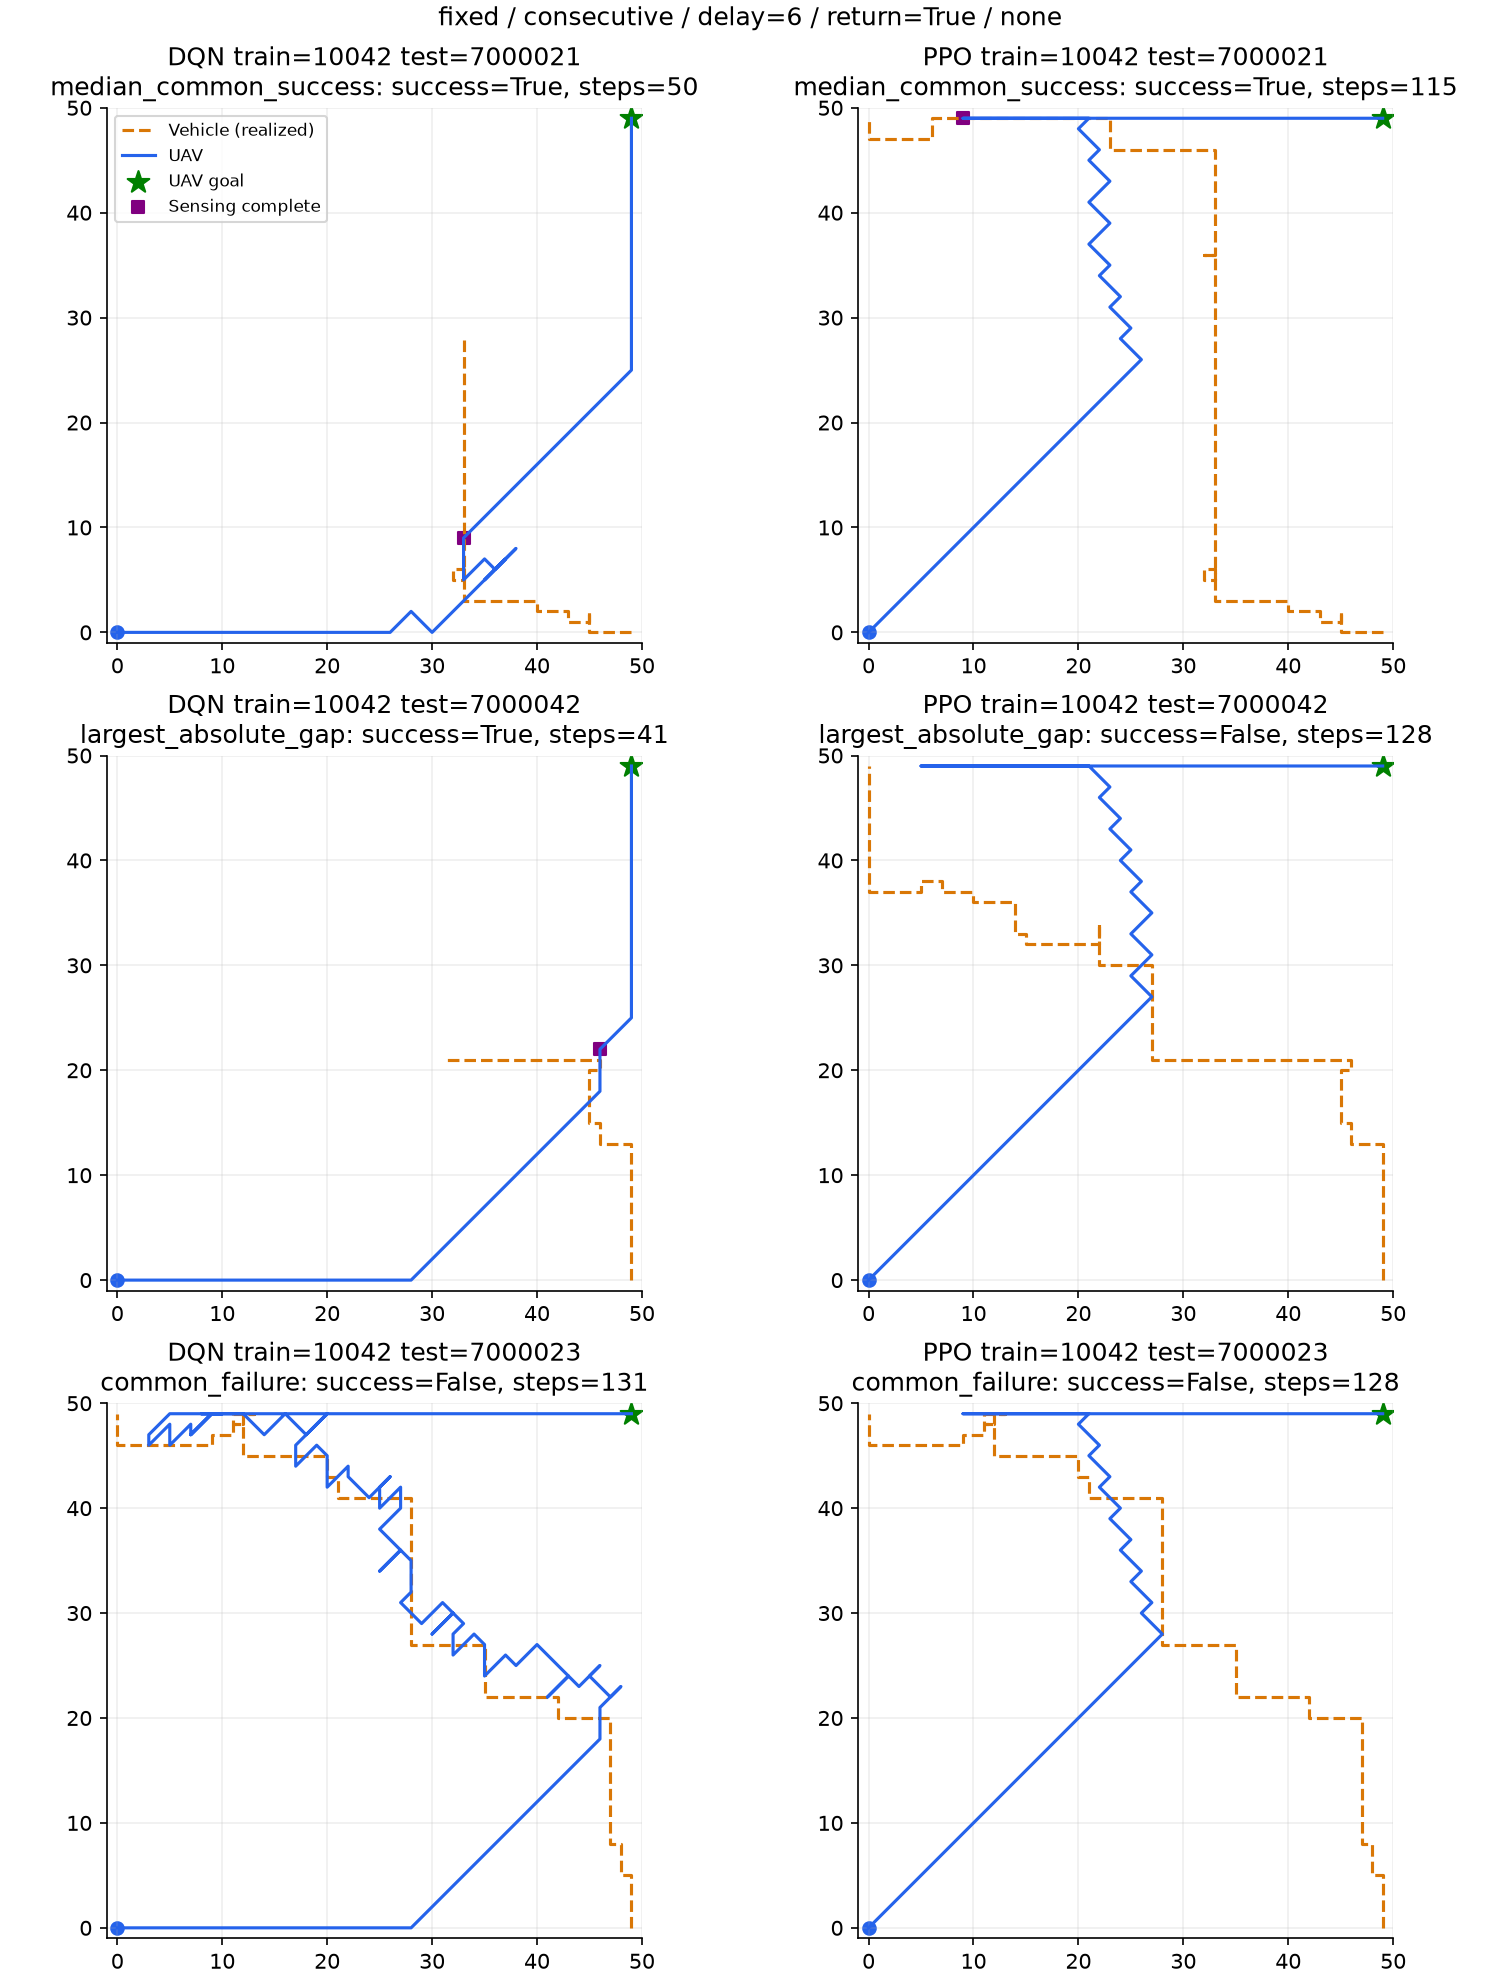 fixed / consecutive / delay=6 / return=True / none
DQN train=10042 test=7000021
median_common_success: success=True, steps=50
50
40
30
20
10
0
0 10 20 30 40 50
Vehicle (realized)
UAV
UAV goal
Sensing complete
PPO train=10042 test=7000021
median_common_success: success=True, steps=115
50
40
30
20
10
0
0 10 20 30 40 50
DQN train=10042 test=7000042
largest_absolute_gap: success=True, steps=41
50
40
30
20
10
0
0 10 20 30 40 50
PPO train=10042 test=7000042
largest_absolute_gap: success=False, steps=128
50
40
30
20
10
0
0 10 20 30 40 50
DQN train=10042 test=7000023
common_failure: success=False, steps=131
50
40
30
20
10
0
0 10 20 30 40 50
PPO train=10042 test=7000023
common_failure: success=False, steps=128
50
40
30
20
10
0
0 10 20 30 40 50